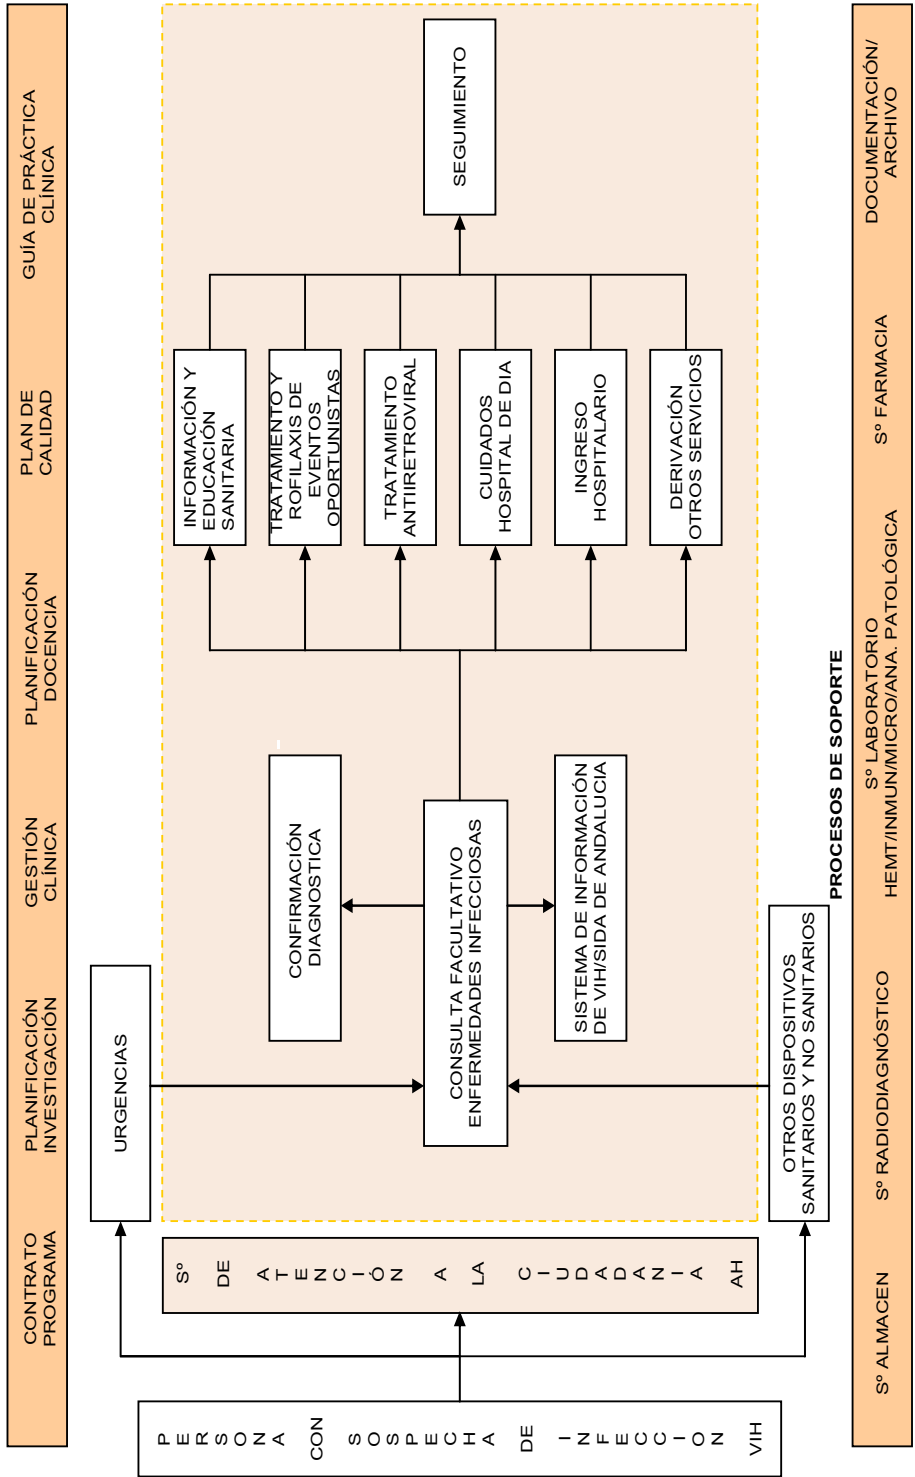 CONTRATO
PROGRAMA
PLANIFICACIÓN
INVESTIGACIÓN
GESTIÓN
CLÍNICA
PLANIFICACIÓN
DOCENCIA
PLAN DE
CALIDAD
GUÍA DE PRÁCTICA
CLÍNICA
PERSONA
CON
SOSPECHA
DE
INFECCION
VIH
Sº
DE
ATENCIÓN
A
LA
CIUDADANIA
AH
URGENCIAS
CONFIRMACIÓN
DIAGNOSTICA
CONSULTA FACULTATIVO
ENFERMEDADES INFECCIOSAS
SISTEMA DE INFORMACIÓN
DE VIH/SIDA DE ANDALUCIA
OTROS DISPOSITIVOS
SANITARIOS Y NO SANITARIOS
INFORMACIÓN Y
EDUCACIÓN
SANITARIA
TRATAMIENTO Y
ROFILAXIS DE
EVENTOS
OPORTUNISTAS
TRATAMIENTO
ANTIIRETROVIRAL
CUIDADOS
HOSPITAL DE DIA
INGRESO
HOSPITALARIO
DERIVACIÓN
OTROS SERVICIOS
SEGUIMIENTO
PROCESOS DE SOPORTE
Sº ALMACEN
Sº RADIODIAGNÓSTICO
Sº LABORATORIO
HEMT/INMUN/MICRO/ANA. PATOLÓGICA
Sº FARMACIA
DOCUMENTACIÓN/
ARCHIVO